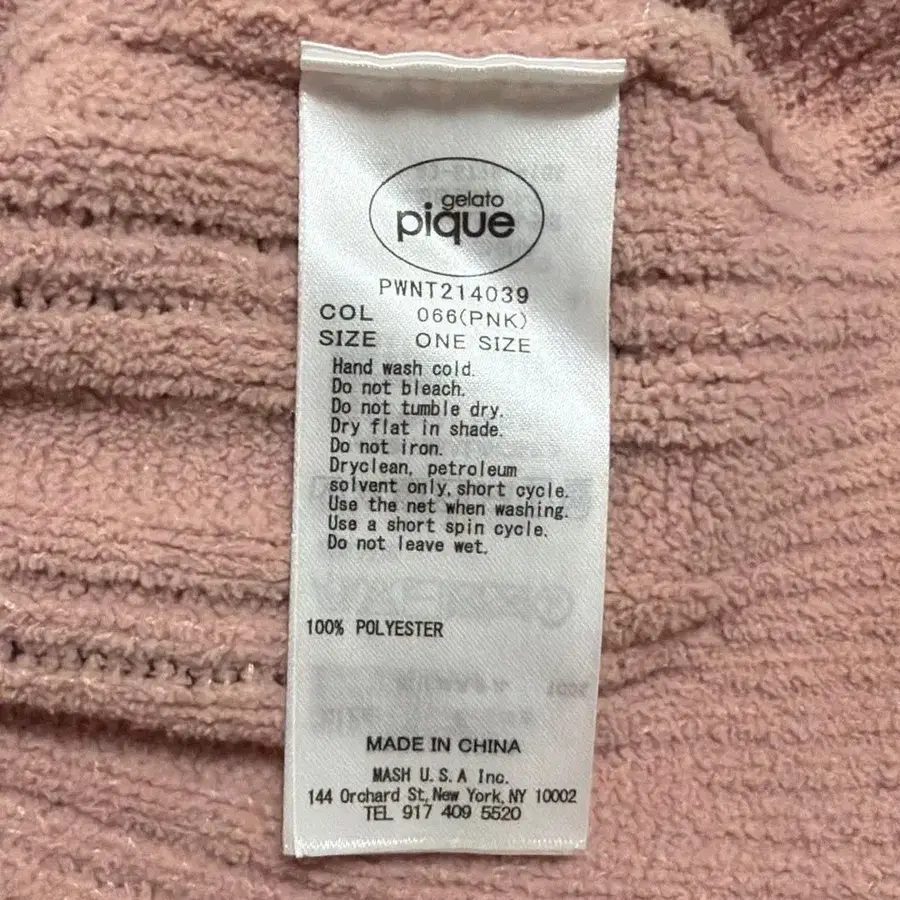 gelato
pique
PWNT214039
COL 066(PNK)
SIZE ONE SIZE
Hand wash cold.
Do not bleach.
Do not tumble dry.
Dry flat in shade.
Do not iron.
Dryclean, petroleum
solvent only, short cycle.
Use the net when washing.
Use a short spin cycle.
Do not leave wet.
100% POLYESTER
MADE IN CHINA
MASH U.S.A Inc.
144 Orchard St, New York, NY 10002
TEL 917 409 5520